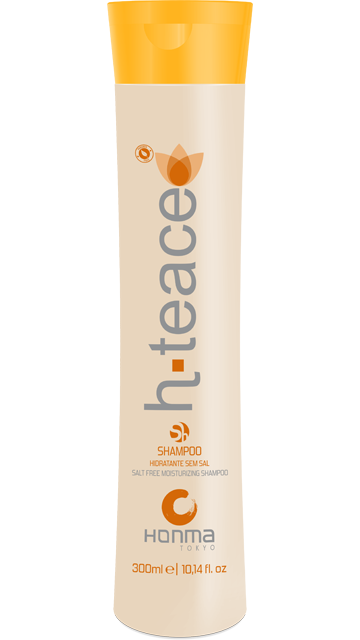 h·teace
SHAMPOO
HIDRATANTE SEM SAL
SALT FREE MOISTURIZING SHAMPOO
HONMA
TOKYO
300ml e | 10,14 fl. oz